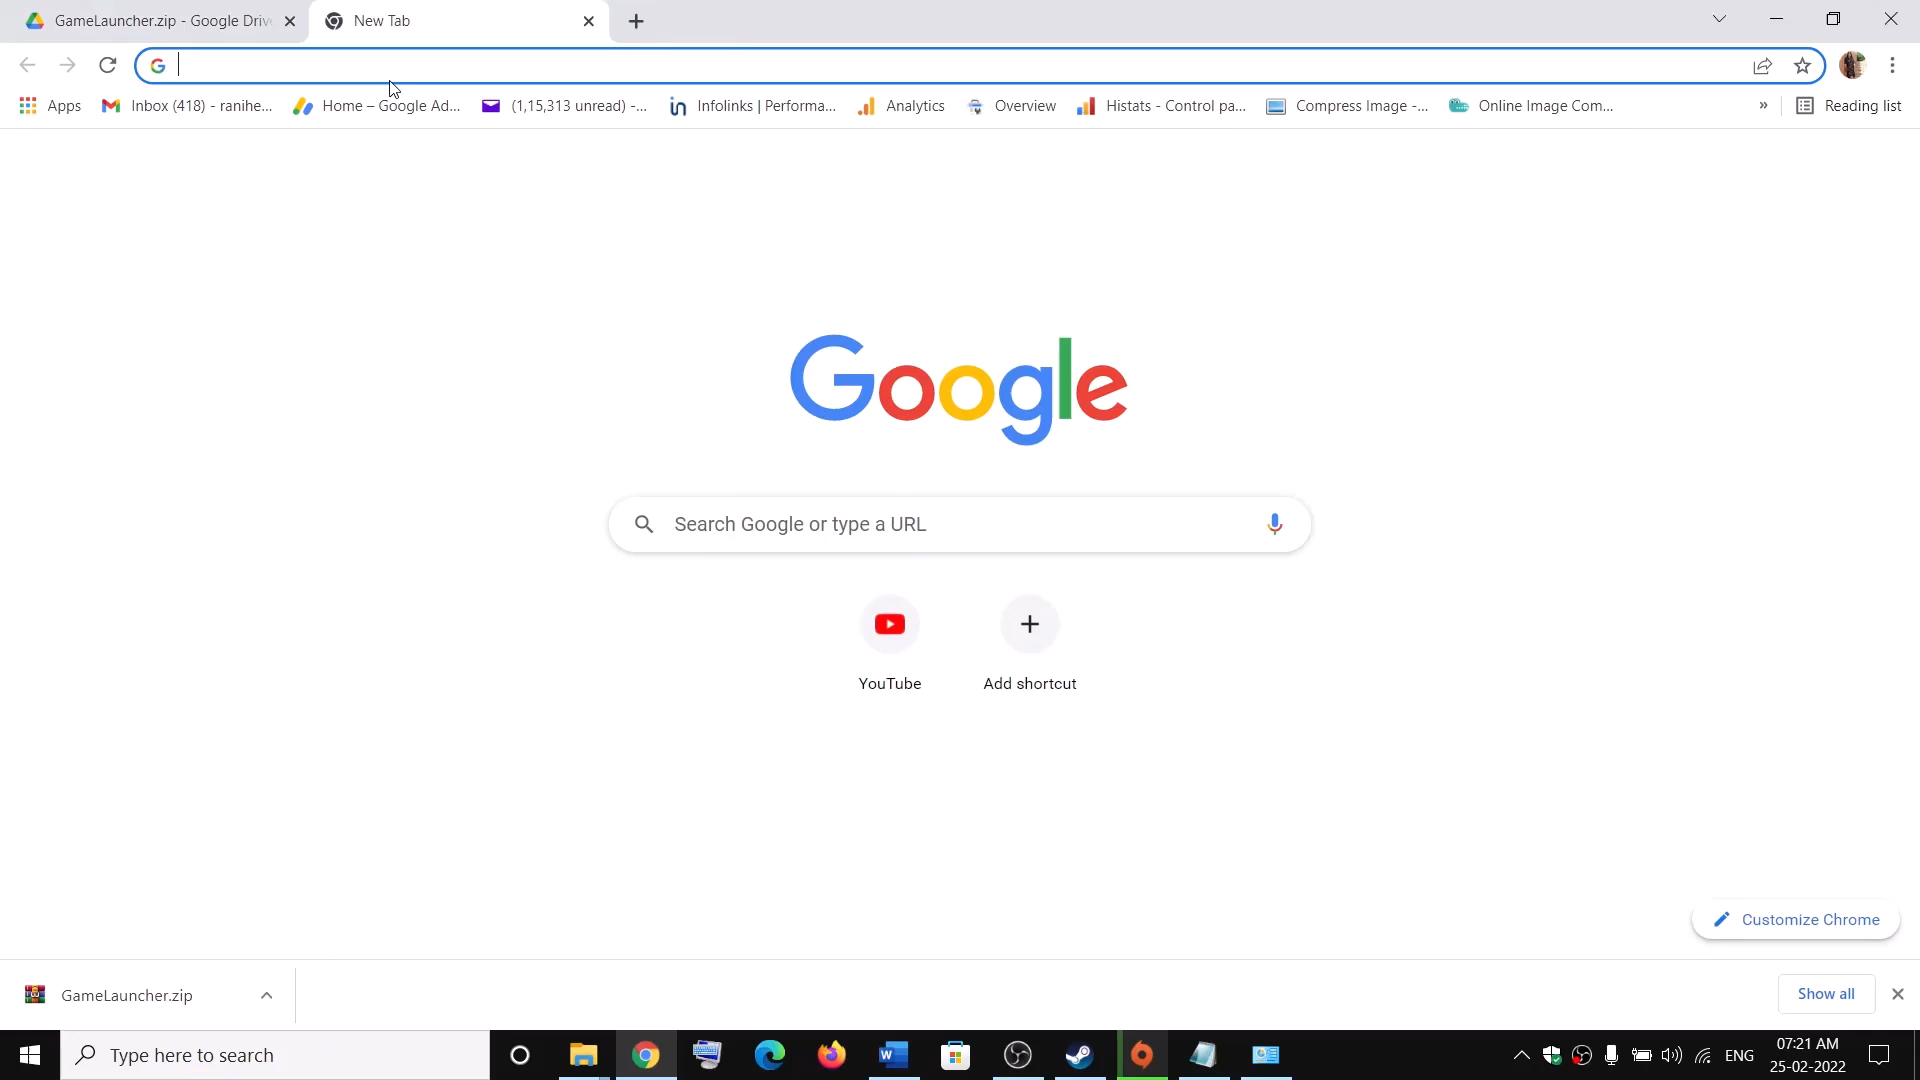 GameLauncher.zip - Google Driv
New Tab
Apps
Inbox (418) - ranihe...
Home – Google Ad...
(1,15,313 unread) -...
Infolinks | Performa...
Analytics
Overview
Histats - Control pa...
Compress Image -...
Online Image Com...
»
Reading list
Google
Search Google or type a URL
YouTube
Add shortcut
Customize Chrome
GameLauncher.zip
Show all
Type here to search
ENG
07:21 AM
25-02-2022